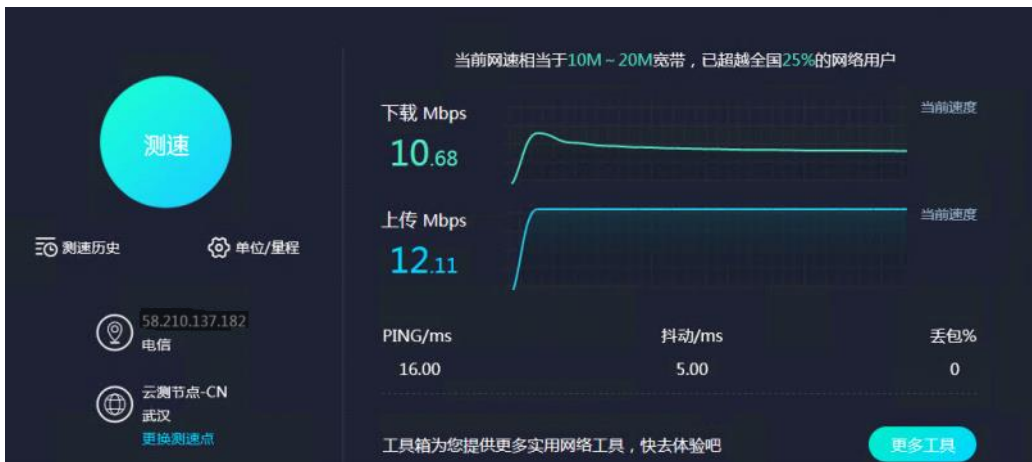 测速
测速历史
单位/量程
58.210.137.182
电信
云测节点-CN
武汉
更换测速点
当前网速相当于10M～20M宽带，已超越全国25%的网络用户
下载 Mbps
当前速度
10.68
上传 Mbps
当前速度
12.11
PING/ms 抖动/ms 丢包%
16.00 5.00 0
工具箱为您提供更多实用网络工具，快去体验吧
更多工具